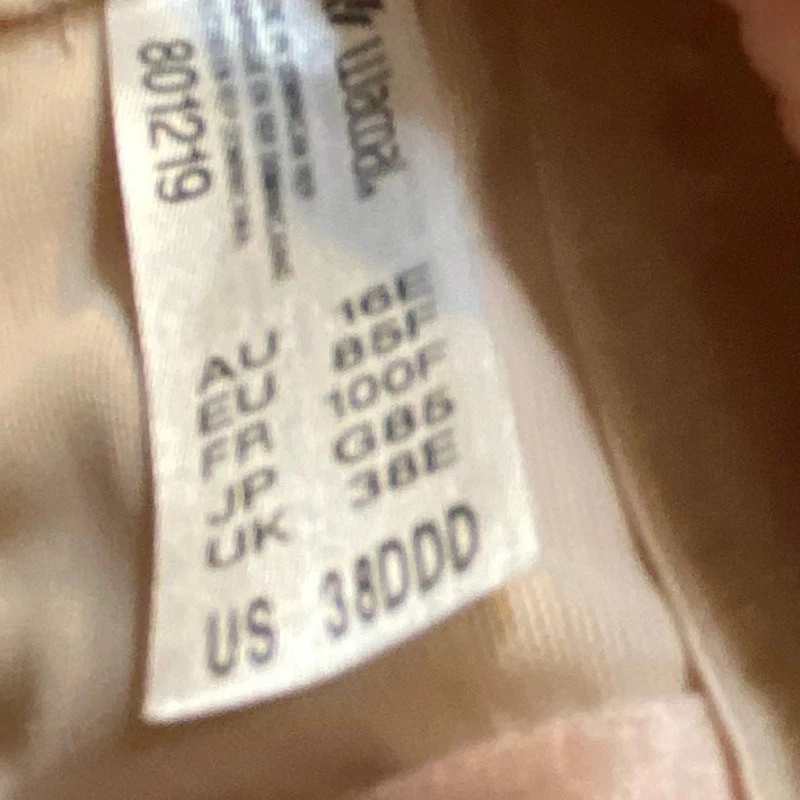 Wacoal
801219
AU 16E
EU 85F
FR 100F
JP G85
UK 38E
US 38DDD